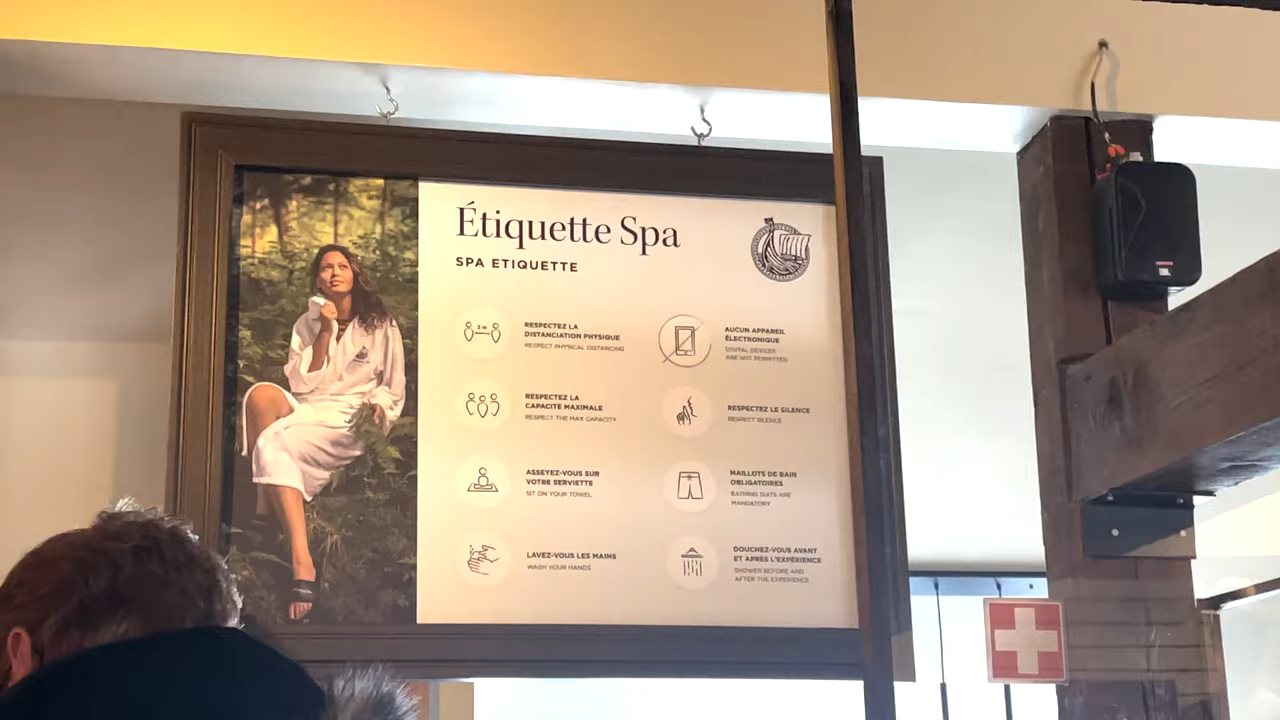 Étiquette Spa
SPA ETIQUETTE
2 M
RESPECTEZ LA
DISTANCIATION PHYSIQUE
RESPECT PHYSICAL DISTANCING
RESPECTEZ LA
CAPACITÉ MAXIMALE
RESPECT THE MAX CAPACITY
ASSEYEZ-VOUS SUR
VOTRE SERVIETTE
SIT ON YOUR TOWEL
LAVEZ-VOUS LES MAINS
WASH YOUR HANDS
AUCUN APPAREIL
ÉLECTRONIQUE
DIGITAL DEVICES
ARE NOT PERMITTED
RESPECTEZ LE SILENCE
RESPECT SILENCE
MAILLOTS DE BAIN
OBLIGATOIRES
BATHING SUITS ARE
MANDATORY
DOUCHEZ-VOUS AVANT
ET APRÈS L'EXPÉRIENCE
SHOWER BEFORE AND
AFTER THE EXPERIENCE
JBL